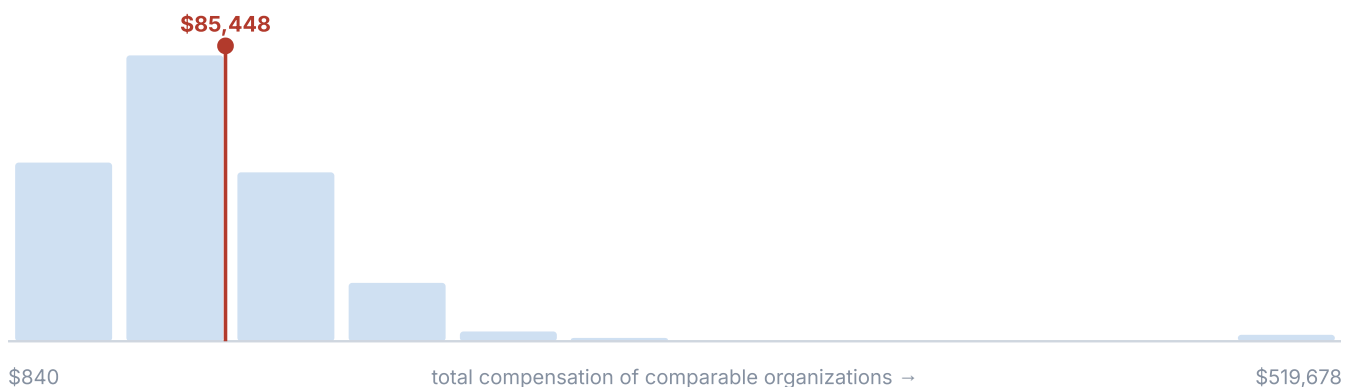 $85,448
$840 total compensation of comparable organizations → $519,678